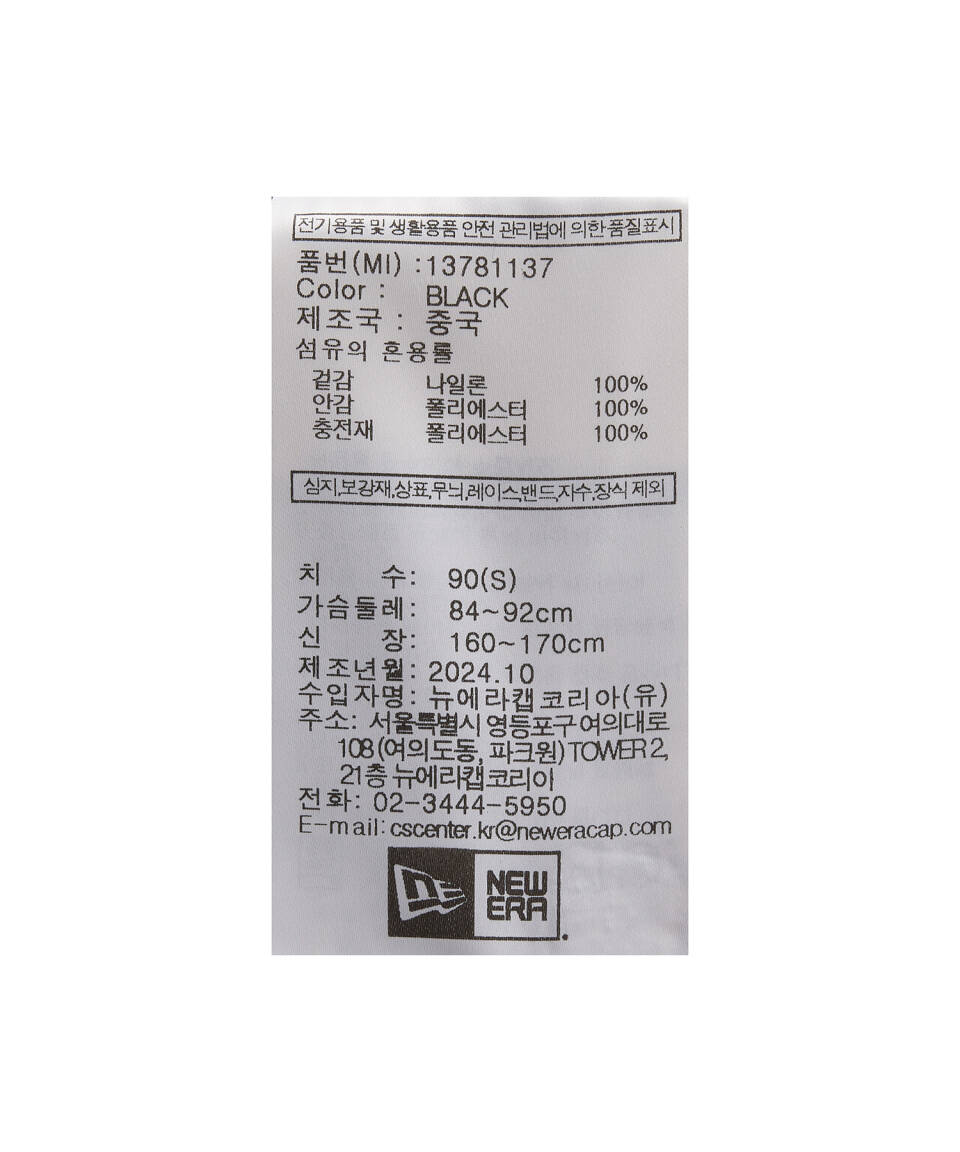 전기용품 및 생활용품 안전 관리법에 의한 품질표시
품번(MI) : 13781137
Color : BLACK
제조국 : 중국
섬유의 혼용률
겉감 나일론 100%
안감 폴리에스터 100%
충전재 폴리에스터 100%
심지,보강재,상표,무늬,레이스,밴드,자수,장식 제외
치 수: 90(S)
가슴둘레: 84~92cm
신 장: 160~170cm
제조년월: 2024.10
수입자명: 뉴에라캡코리아(유)
주소: 서울특별시 영등포구 여의대로
108 (여의도동, 파크원) TOWER 2,
21층 뉴에라캡코리아
전화: 02-3444-5950
E-mail: cscenter.kr@neweracap.com
NEW
ERA